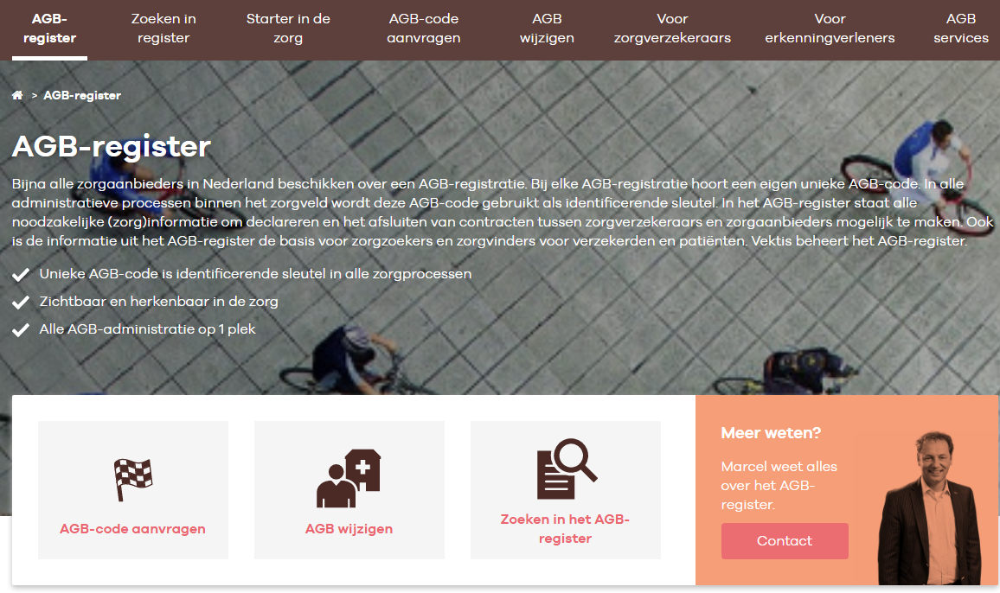 AGB-
register
Zoeken in
register
Starter in de
zorg
AGB-code
aanvragen
AGB
wijzigen
Voor
zorgverzekeraars
Voor
erkenningverleners
AGB
services
> AGB-register
AGB-register
Bijna alle zorgaanbieders in Nederland beschikken over een AGB-registratie. Bij elke AGB-registratie hoort een eigen unieke AGB-code. In alle
administratieve processen binnen het zorgveld wordt deze AGB-code gebruikt als identificerende sleutel. In het AGB-register staat alle
noodzakelijke (zorg)informatie om declareren en het afsluiten van contracten tussen zorgverzekeraars en zorgaanbieders mogelijk te maken. Ook
is de informatie uit het AGB-register de basis voor zorgzoekers en zorgvinders voor verzekerden en patiënten. Vektis beheert het AGB-register.
Unieke AGB-code is identificerende sleutel in alle zorgprocessen
Zichtbaar en herkenbaar in de zorg
Alle AGB-administratie op 1 plek
AGB-code aanvragen
AGB wijzigen
Zoeken in het AGB-
register
Meer weten?
Marcel weet alles
over het AGB-
register.
Contact